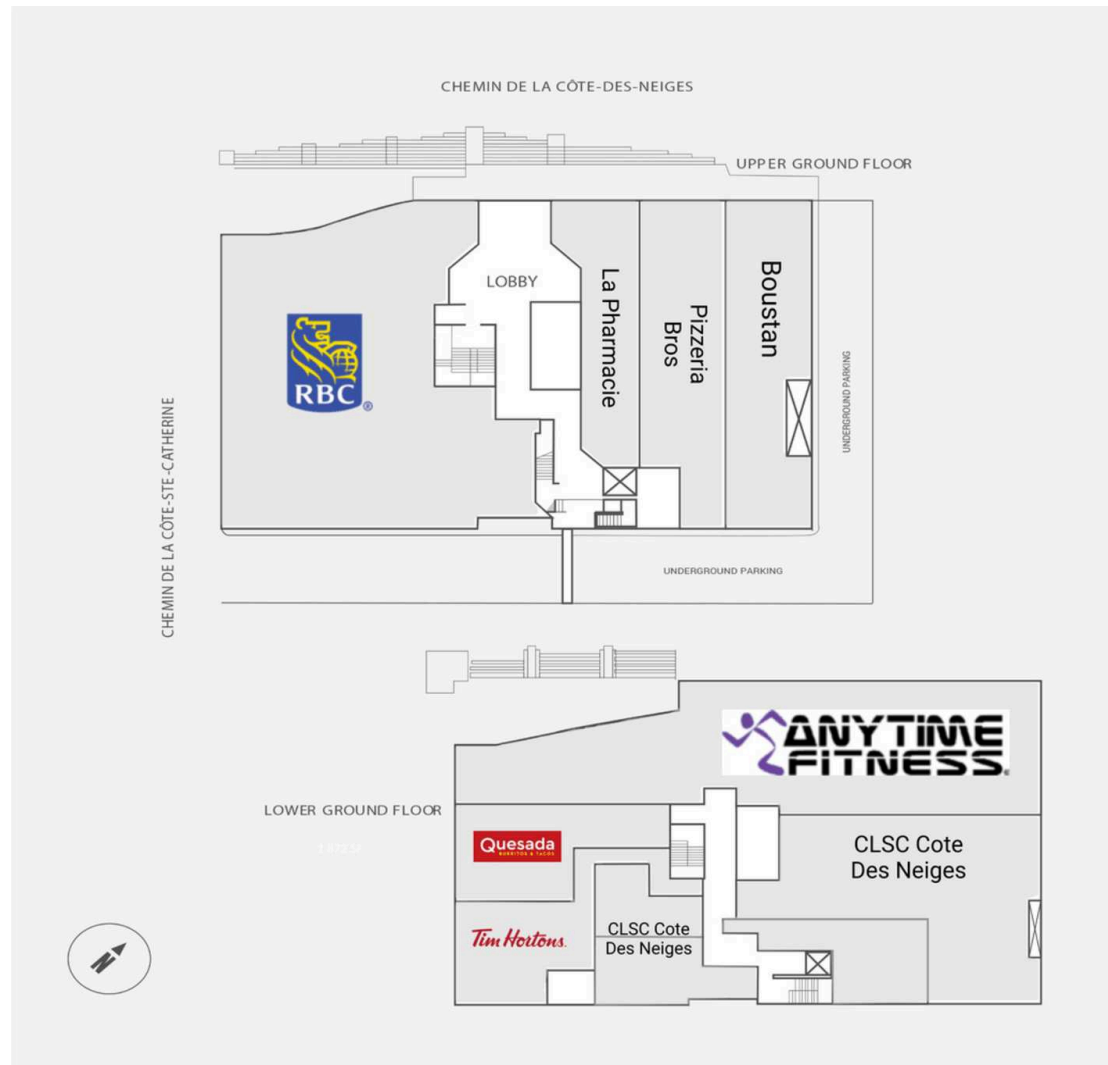 CHEMIN DE LA CÔTE-DES-NEIGES
UPPER GROUND FLOOR
LOBBY
RBC®
La Pharmacie
Pizzeria
Bros
Boustan
UNDERGROUND PARKING
CHEMIN DE LA CÔTE-STE-CATHERINE
UNDERGROUND PARKING
ANYTIME
FITNESS®
LOWER GROUND FLOOR
Quesada
BURRITOS & TACOS
CLSC Cote
Des Neiges
Tim Hortons.
CLSC Cote
Des Neiges
N